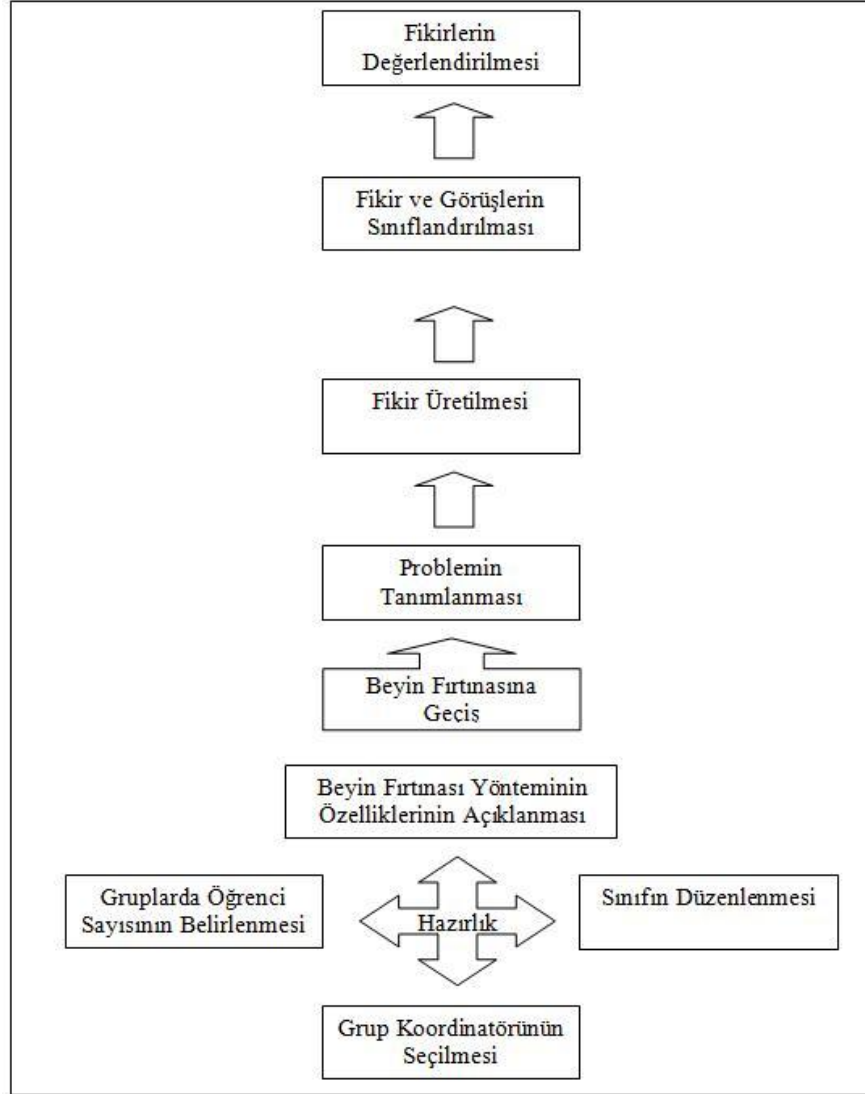 Fikirlerin
Değerlendirilmesi
Fikir ve Görüşlerin
Sınıflandırılması
Fikir Üretilmesi
Problemin
Tanımlanması
Beyin Fırtınasına
Geçiş
Beyin Fırtınası Yönteminin
Özelliklerinin Açıklanması
Gruplarda Öğrenci
Sayısının Belirlenmesi
Hazırlık
Sınıfın Düzenlenmesi
Grup Koordinatörünün
Seçilmesi